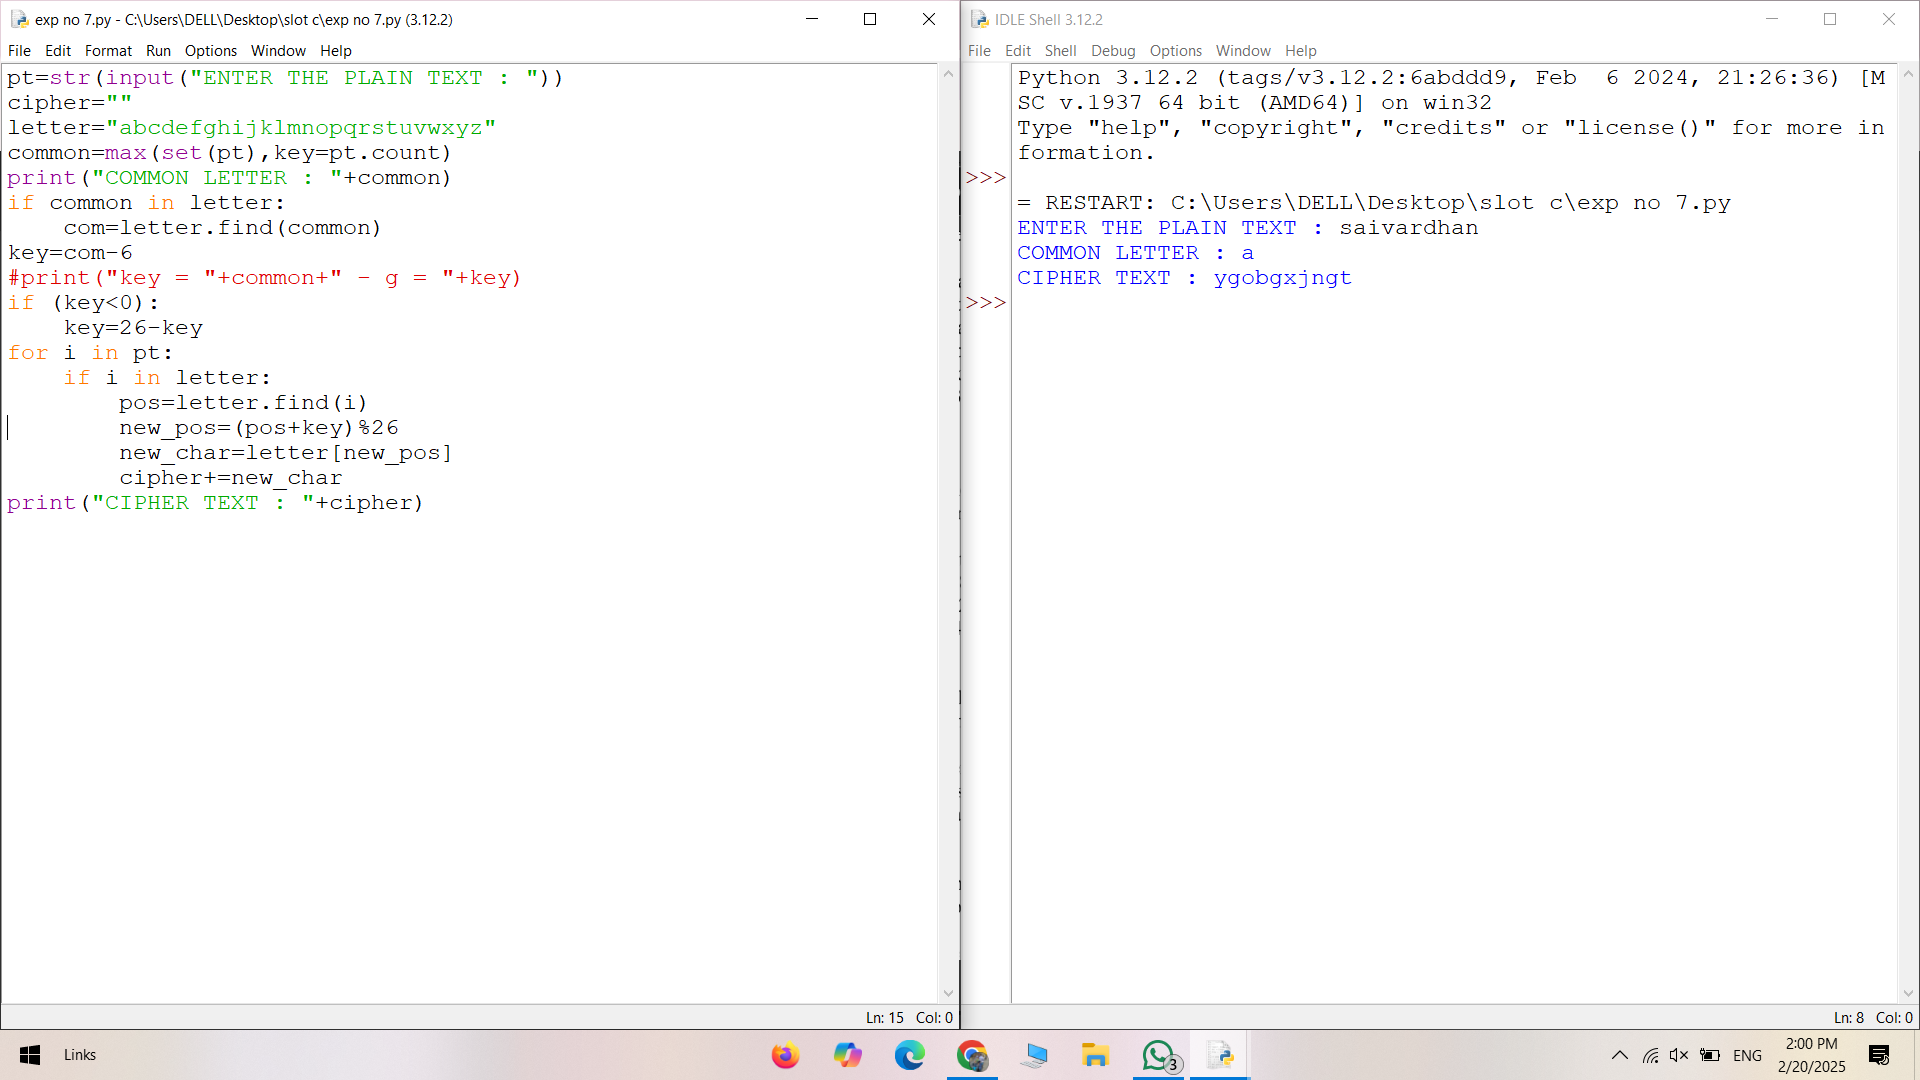 exp no 7.py - C:\Users\DELL\Desktop\slot c\exp no 7.py (3.12.2)
File Edit Format Run Options Window Help
pt=str(input("ENTER THE PLAIN TEXT : "))
cipher=""
letter="abcdefghijklmnopqrstuvwxyz"
common=max(set(pt),key=pt.count)
print("COMMON LETTER : "+common)
if common in letter:
    com=letter.find(common)
key=com-6
#print("key = "+common+" - g = "+key)
if (key<0):
    key=26-key
for i in pt:
    if i in letter:
        pos=letter.find(i)
        new_pos=(pos+key)%26
        new_char=letter[new_pos]
        cipher+=new_char
print("CIPHER TEXT : "+cipher)
Ln: 15 Col: 0
IDLE Shell 3.12.2
File Edit Shell Debug Options Window Help
Python 3.12.2 (tags/v3.12.2:6abddd9, Feb  6 2024, 21:26:36) [M
SC v.1937 64 bit (AMD64)] on win32
Type "help", "copyright", "credits" or "license()" for more in
formation.
>>>
= RESTART: C:\Users\DELL\Desktop\slot c\exp no 7.py
ENTER THE PLAIN TEXT : saivardhan
COMMON LETTER : a
CIPHER TEXT : ygobgxjngt
>>>
Ln: 8 Col: 0
Links
3
ENG
2:00 PM
2/20/2025